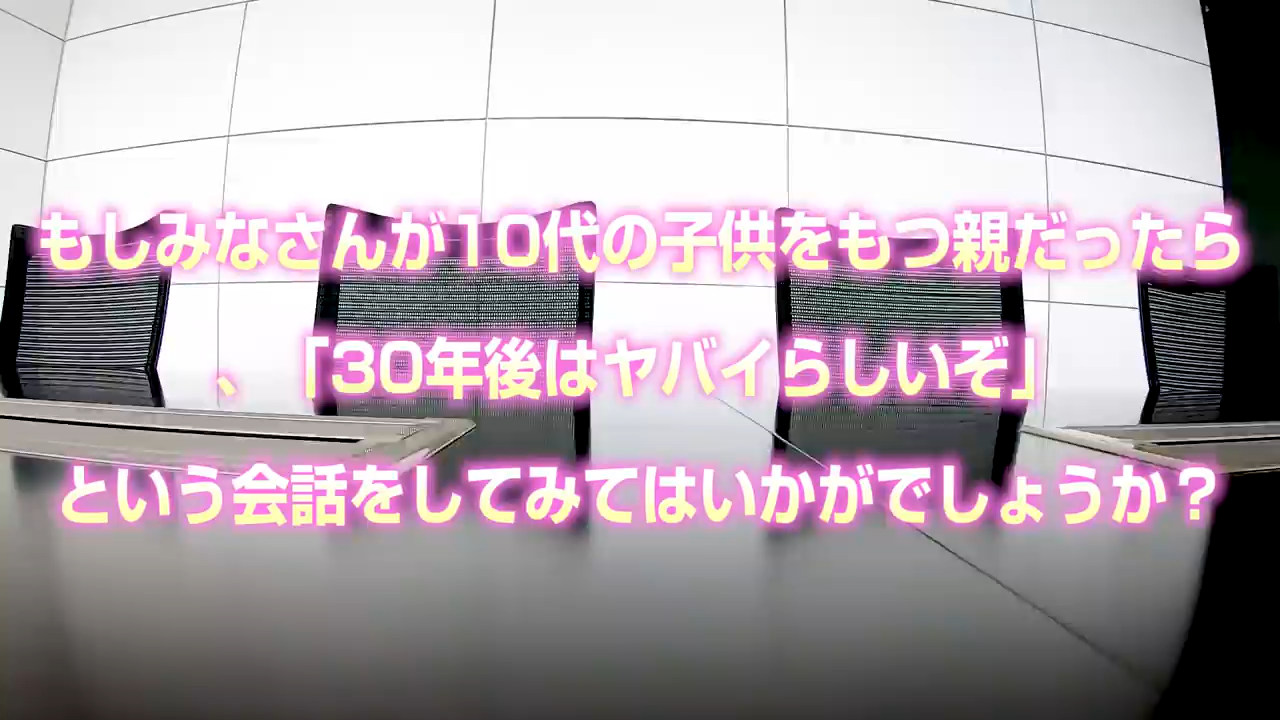 もしみなさんが10代の子供をもつ親だったら
、「30年後はヤバイらしいぞ」
という会話をしてみてはいかがでしょうか？